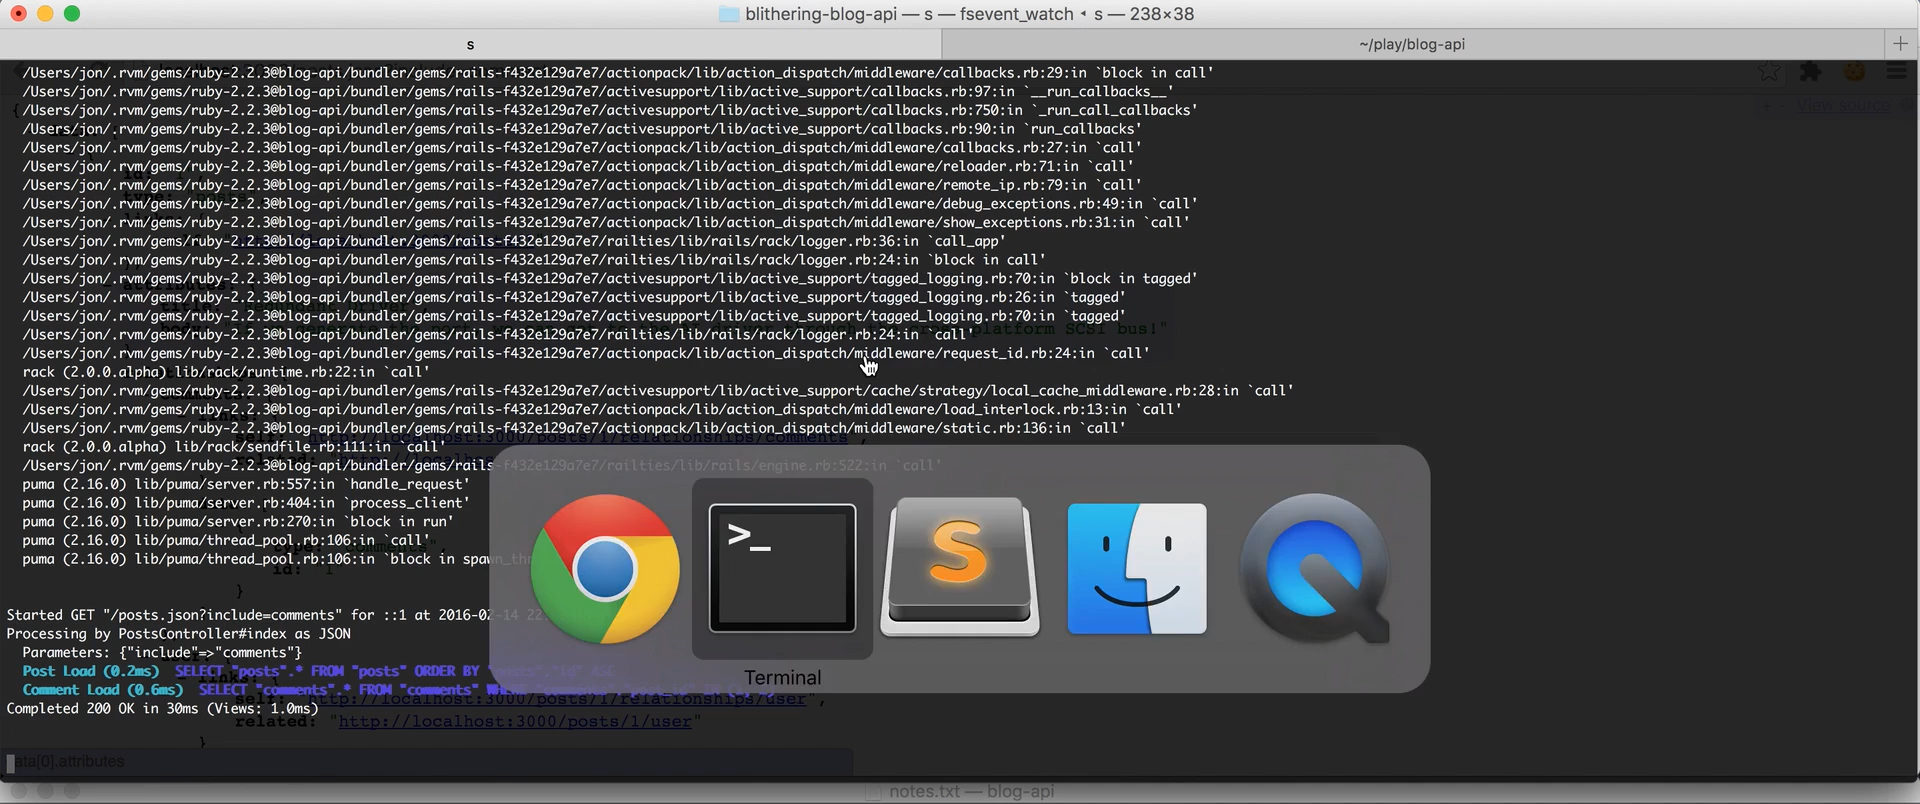 blithering-blog-api — s — fsevent_watch ◂ s — 238×38
s
~/play/blog-api
/Users/jon/.rvm/gems/ruby-2.2.3@blog-api/bundler/gems/rails-f432e129a7e7/actionpack/lib/action_dispatch/middleware/callbacks.rb:29:in `block in call'
/Users/jon/.rvm/gems/ruby-2.2.3@blog-api/bundler/gems/rails-f432e129a7e7/activesupport/lib/active_support/callbacks.rb:97:in `__run_callbacks__'
View source
/Users/jon/.rvm/gems/ruby-2.2.3@blog-api/bundler/gems/rails-f432e129a7e7/activesupport/lib/active_support/callbacks.rb:750:in `_run_call_callbacks'
/Users/jon/.rvm/gems/ruby-2.2.3@blog-api/bundler/gems/rails-f432e129a7e7/activesupport/lib/active_support/callbacks.rb:90:in `run_callbacks'
/Users/jon/.rvm/gems/ruby-2.2.3@blog-api/bundler/gems/rails-f432e129a7e7/actionpack/lib/action_dispatch/middleware/callbacks.rb:27:in `call'
/Users/jon/.rvm/gems/ruby-2.2.3@blog-api/bundler/gems/rails-f432e129a7e7/actionpack/lib/action_dispatch/middleware/reloader.rb:71:in `call'
/Users/jon/.rvm/gems/ruby-2.2.3@blog-api/bundler/gems/rails-f432e129a7e7/actionpack/lib/action_dispatch/middleware/remote_ip.rb:79:in `call'
/Users/jon/.rvm/gems/ruby-2.2.3@blog-api/bundler/gems/rails-f432e129a7e7/actionpack/lib/action_dispatch/middleware/debug_exceptions.rb:49:in `call'
/Users/jon/.rvm/gems/ruby-2.2.3@blog-api/bundler/gems/rails-f432e129a7e7/actionpack/lib/action_dispatch/middleware/show_exceptions.rb:31:in `call'
/Users/jon/.rvm/gems/ruby-2.2.3@blog-api/bundler/gems/rails-f432e129a7e7/railties/lib/rails/rack/logger.rb:36:in `call_app'
/Users/jon/.rvm/gems/ruby-2.2.3@blog-api/bundler/gems/rails-f432e129a7e7/railties/lib/rails/rack/logger.rb:24:in `block in call'
/Users/jon/.rvm/gems/ruby-2.2.3@blog-api/bundler/gems/rails-f432e129a7e7/activesupport/lib/active_support/tagged_logging.rb:70:in `block in tagged'
/Users/jon/.rvm/gems/ruby-2.2.3@blog-api/bundler/gems/rails-f432e129a7e7/activesupport/lib/active_support/tagged_logging.rb:26:in `tagged'
/Users/jon/.rvm/gems/ruby-2.2.3@blog-api/bundler/gems/rails-f432e129a7e7/activesupport/lib/active_support/tagged_logging.rb:70:in `tagged'
/Users/jon/.rvm/gems/ruby-2.2.3@blog-api/bundler/gems/rails-f432e129a7e7/railties/lib/rails/rack/logger.rb:24:in `call'
/Users/jon/.rvm/gems/ruby-2.2.3@blog-api/bundler/gems/rails-f432e129a7e7/actionpack/lib/action_dispatch/middleware/request_id.rb:24:in `call'
rack (2.0.0.alpha) lib/rack/runtime.rb:22:in `call'
/Users/jon/.rvm/gems/ruby-2.2.3@blog-api/bundler/gems/rails-f432e129a7e7/activesupport/lib/active_support/cache/strategy/local_cache_middleware.rb:28:in `call'
/Users/jon/.rvm/gems/ruby-2.2.3@blog-api/bundler/gems/rails-f432e129a7e7/actionpack/lib/action_dispatch/middleware/load_interlock.rb:13:in `call'
/Users/jon/.rvm/gems/ruby-2.2.3@blog-api/bundler/gems/rails-f432e129a7e7/actionpack/lib/action_dispatch/middleware/static.rb:136:in `call'
rack (2.0.0.alpha) lib/rack/sendfile.rb:111:in `call'
/Users/jon/.rvm/gems/ruby-2.2.3@blog-api/bundler/gems/rails-f432e129a7e7/railties/lib/rails/engine.rb:522:in `call'
puma (2.16.0) lib/puma/server.rb:557:in `handle_request'
puma (2.16.0) lib/puma/server.rb:404:in `process_client'
puma (2.16.0) lib/puma/server.rb:270:in `block in run'
puma (2.16.0) lib/puma/thread_pool.rb:106:in `call'
puma (2.16.0) lib/puma/thread_pool.rb:106:in `block in
Started GET "/posts.json?include=comments" for ::1 at
Processing by PostsController#index as JSON
Parameters: {"include"=>"comments"}
Post Load (0.2ms) SELECT "posts".* FROM "posts" ORDER BY
Comment Load (0.6ms) SELECT "comments".* FROM "comments"
Terminal
Completed 200 OK in 30ms (Views: 1.0ms)
related: "http://localhost:3000/posts/1/user"
}
ata[0].attributes
notes.txt — blog-api